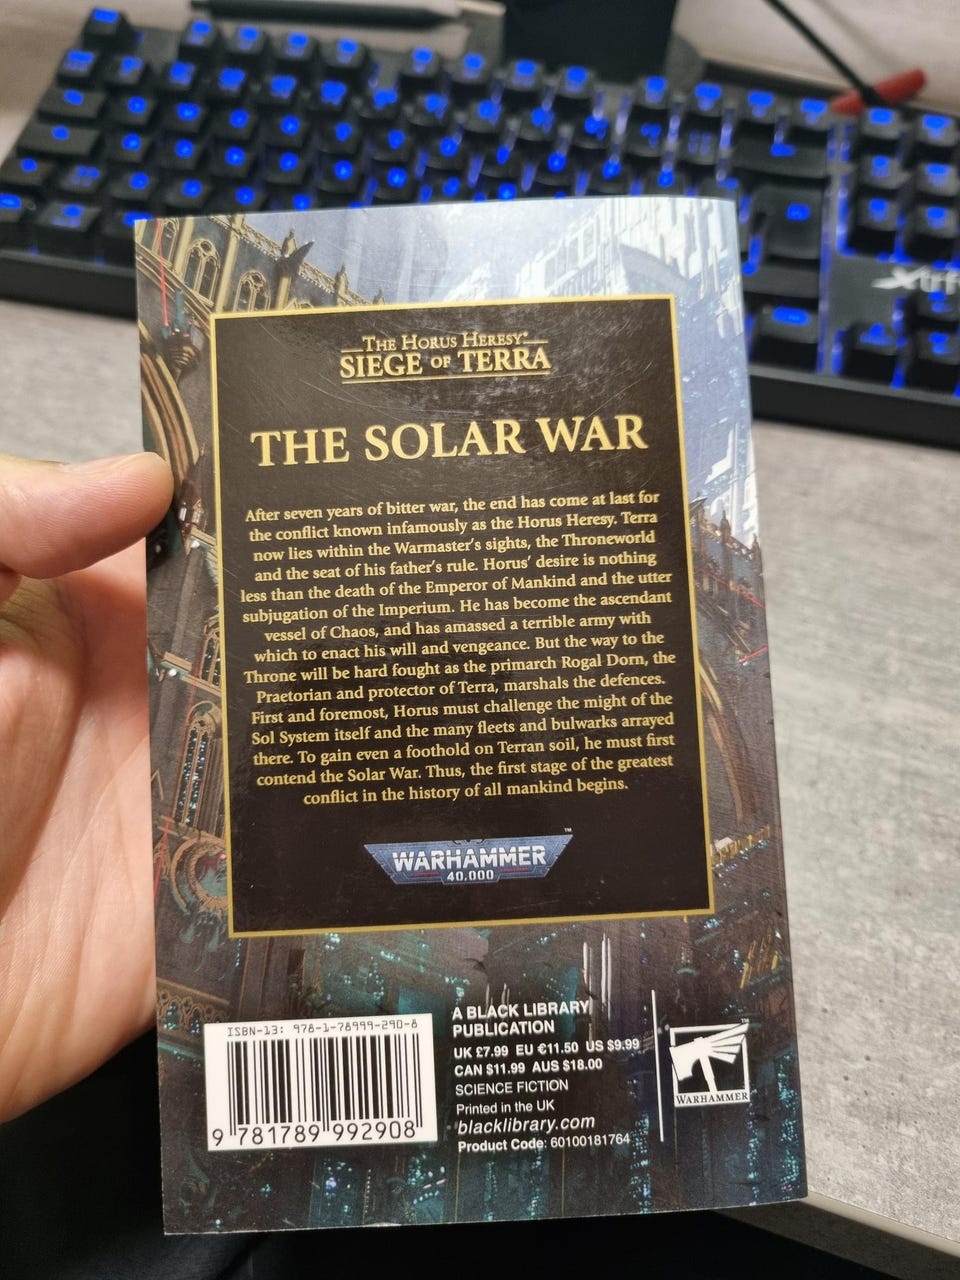 THE HORUS HERESY®
SIEGE OF TERRA
THE SOLAR WAR
After seven years of bitter war, the end has come at last for
the conflict known infamously as the Horus Heresy. Terra
now lies within the Warmaster's sights, the Throneworld
and the seat of his father's rule. Horus' desire is nothing
less than the death of the Emperor of Mankind and the utter
subjugation of the Imperium. He has become the ascendant
vessel of Chaos, and has amassed a terrible army with
which to enact his will and vengeance. But the way to the
Throne will be hard fought as the primarch Rogal Dorn, the
Praetorian and protector of Terra, marshals the defences.
First and foremost, Horus must challenge the might of the
Sol System itself and the many fleets and bulwarks arrayed
there. To gain even a foothold on Terran soil, he must first
contend the Solar War. Thus, the first stage of the greatest
conflict in the history of all mankind begins.
WARHAMMER™
40,000
ISBN-13: 978-1-78999-290-8
9 781789 992908
A BLACK LIBRARY
PUBLICATION
UK £7.99 EU €11.50 US $9.99
CAN $11.99 AUS $18.00
SCIENCE FICTION
Printed in the UK
blacklibrary.com
Product Code: 60100181764
™
WARHAMMER